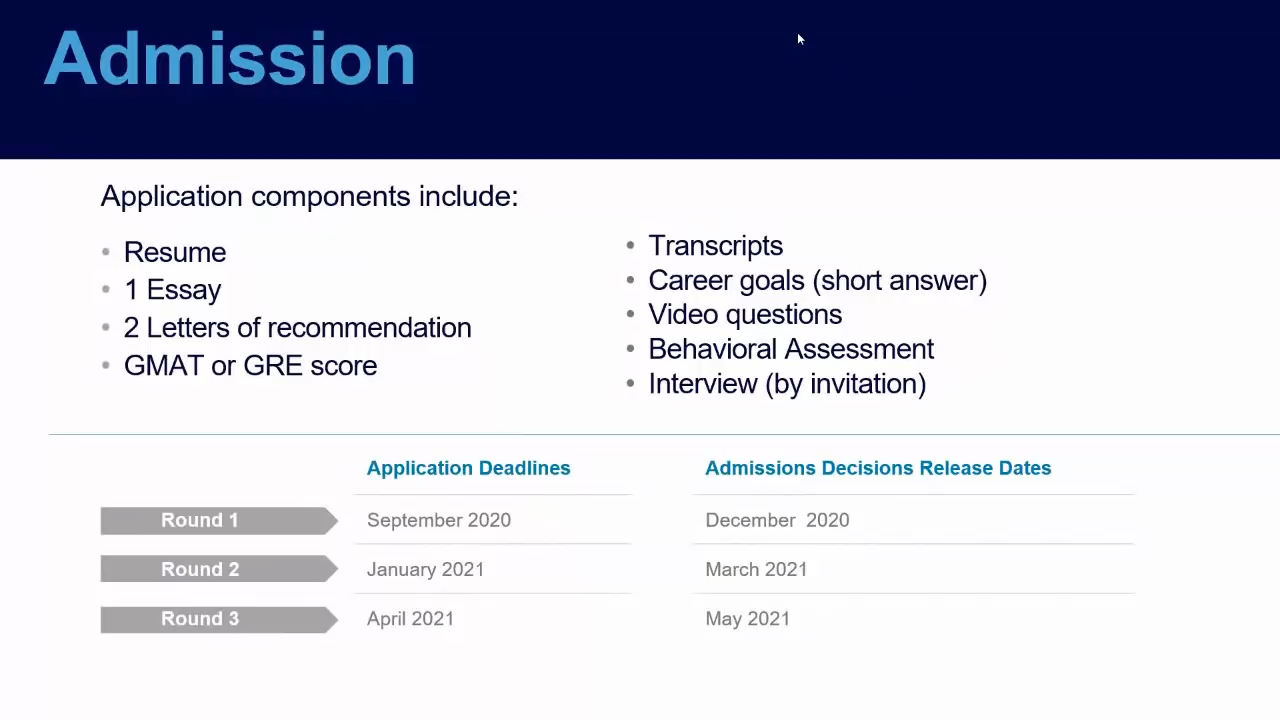 Admission
Application components include:
• Resume
• 1 Essay
• 2 Letters of recommendation
• GMAT or GRE score
• Transcripts
• Career goals (short answer)
• Video questions
• Behavioral Assessment
• Interview (by invitation)
Application Deadlines Admissions Decisions Release Dates
Round 1 September 2020 December 2020
Round 2 January 2021 March 2021
Round 3 April 2021 May 2021